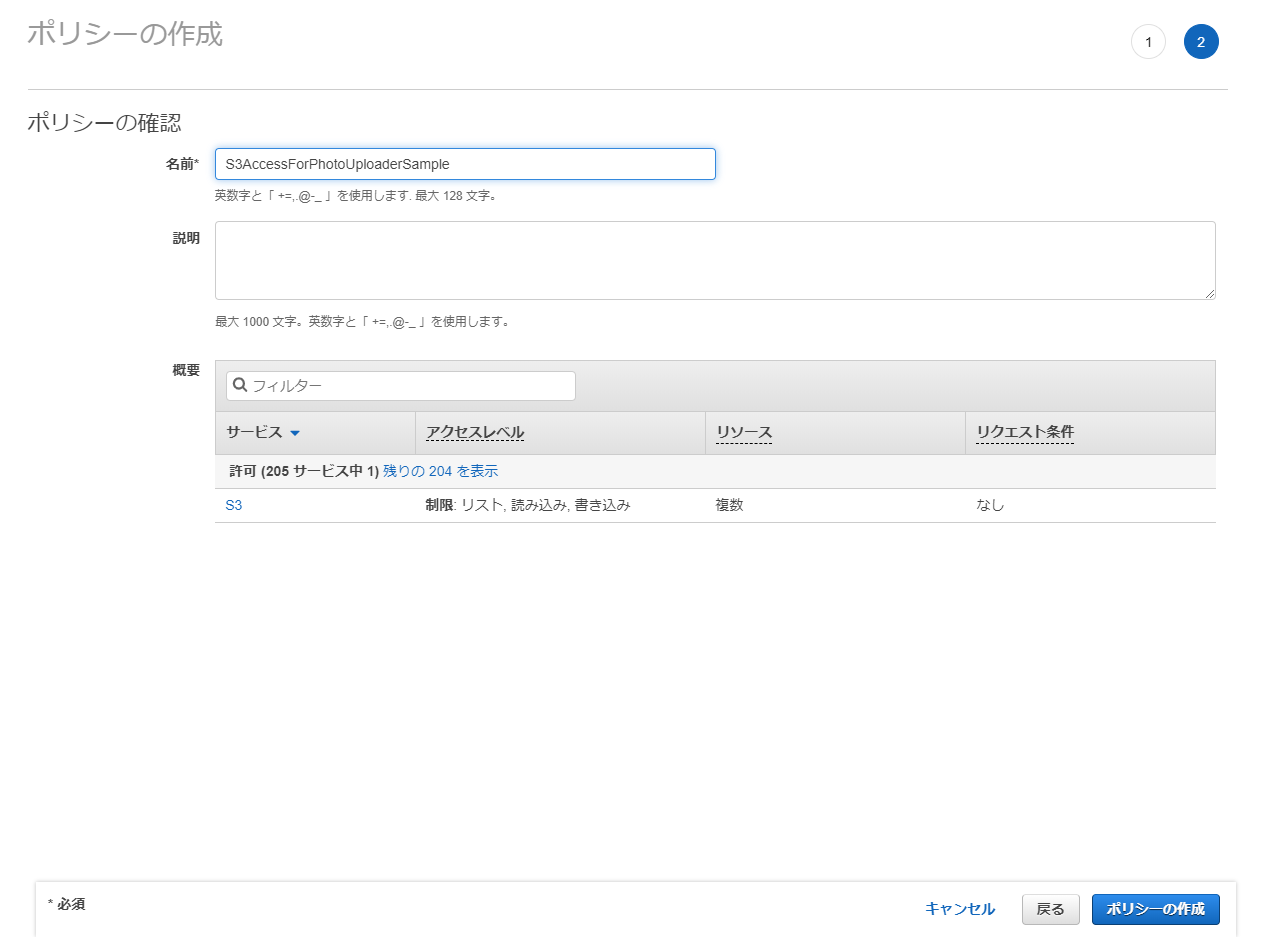 ポリシーの作成
1 2
ポリシーの確認
名前* S3AccessForPhotoUploaderSample
英数字と「 +=,.@-_ 」を使用します. 最大 128 文字。
説明
最大 1000 文字。英数字と「 +=,.@-_ 」を使用します。
概要 フィルター
サービス アクセスレベル リソース リクエスト条件
許可 (205 サービス中 1) 残りの 204 を表示
S3 制限: リスト, 読み込み, 書き込み 複数 なし
* 必須 キャンセル 戻る ポリシーの作成